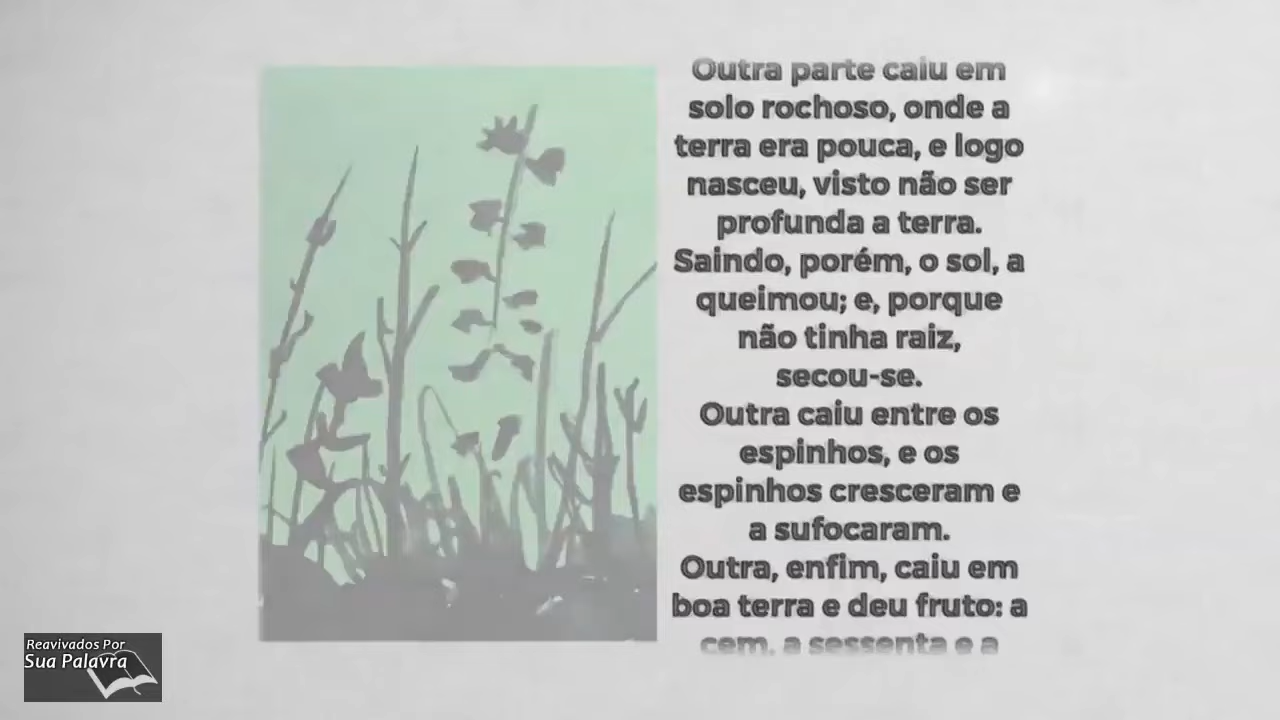 Outra parte caiu em
solo rochoso, onde a
terra era pouca, e logo
nasceu, visto não ser
profunda a terra.
Saindo, porém, o sol, a
queimou; e, porque
não tinha raiz,
secou-se.
Outra caiu entre os
espinhos, e os
espinhos cresceram e
a sufocaram.
Outra, enfim, caiu em
boa terra e deu fruto: a
cem, a sessenta e a
Reavivados Por
Sua Palavra